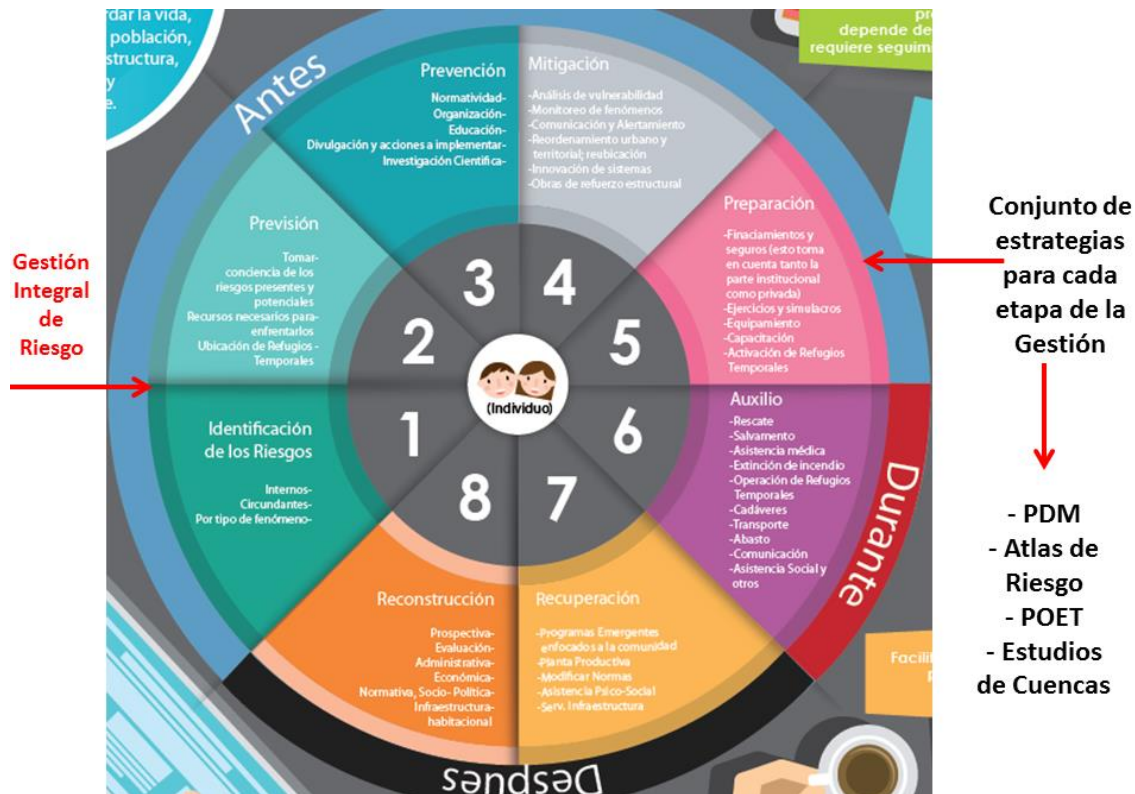 rdar la vida,
población,
structura,
y
e.
pr
depende de
requiere seguimi
Antes
Prevención
Normatividad-
Organización-
Educación-
Divulgación y acciones a implementar-
Investigación Científica-
Mitigación
-Análisis de vulnerabilidad
-Monitoreo de fenómenos
-Comunicación y Alertamiento
-Reordenamiento urbano y
territorial; reubicación
-Innovación de sistemas
-Obras de refuerzo estructural
Previsión
Tomar-
conciencia de los
riesgos presentes y
potenciales
Recursos necesarios para-
enfrentarlos
Ubicación de Refugios -
Temporales
Preparación
-Finaciamientos y
seguros (esto toma
en cuenta tanto la
parte institucional
como privada)
-Ejercicios y simulacros
-Equipamiento
-Capacitación
-Activación de Refugios
Temporales
Gestión
Integral
de
Riesgo
Conjunto de
estrategias
para cada
etapa de la
Gestión
3
4
2
5
(Individuo)
1
6
8
7
Identificación
de los Riesgos
Internos-
Circundantes-
Por tipo de fenómeno-
Auxilio
-Rescate
-Salvamento
-Asistencia médica
-Extinción de incendio
-Operación de Refugios
Temporales
-Cadáveres
-Transporte
-Abasto
-Comunicación
-Asistencia Social y
otros
Durante
- PDM
- Atlas de
Riesgo
- POET
- Estudios
de Cuencas
Reconstrucción
Prospectiva-
Evaluación-
Administrativa-
Económica-
Normativa, Socio- Política-
Infraestructura-
habitacional
Recuperación
-Programas Emergentes
enfocados a la comunidad
-Planta Productiva
-Modificar Normas
-Asistencia Psico-Social
-Serv. Infraestructura
Facili
Despues